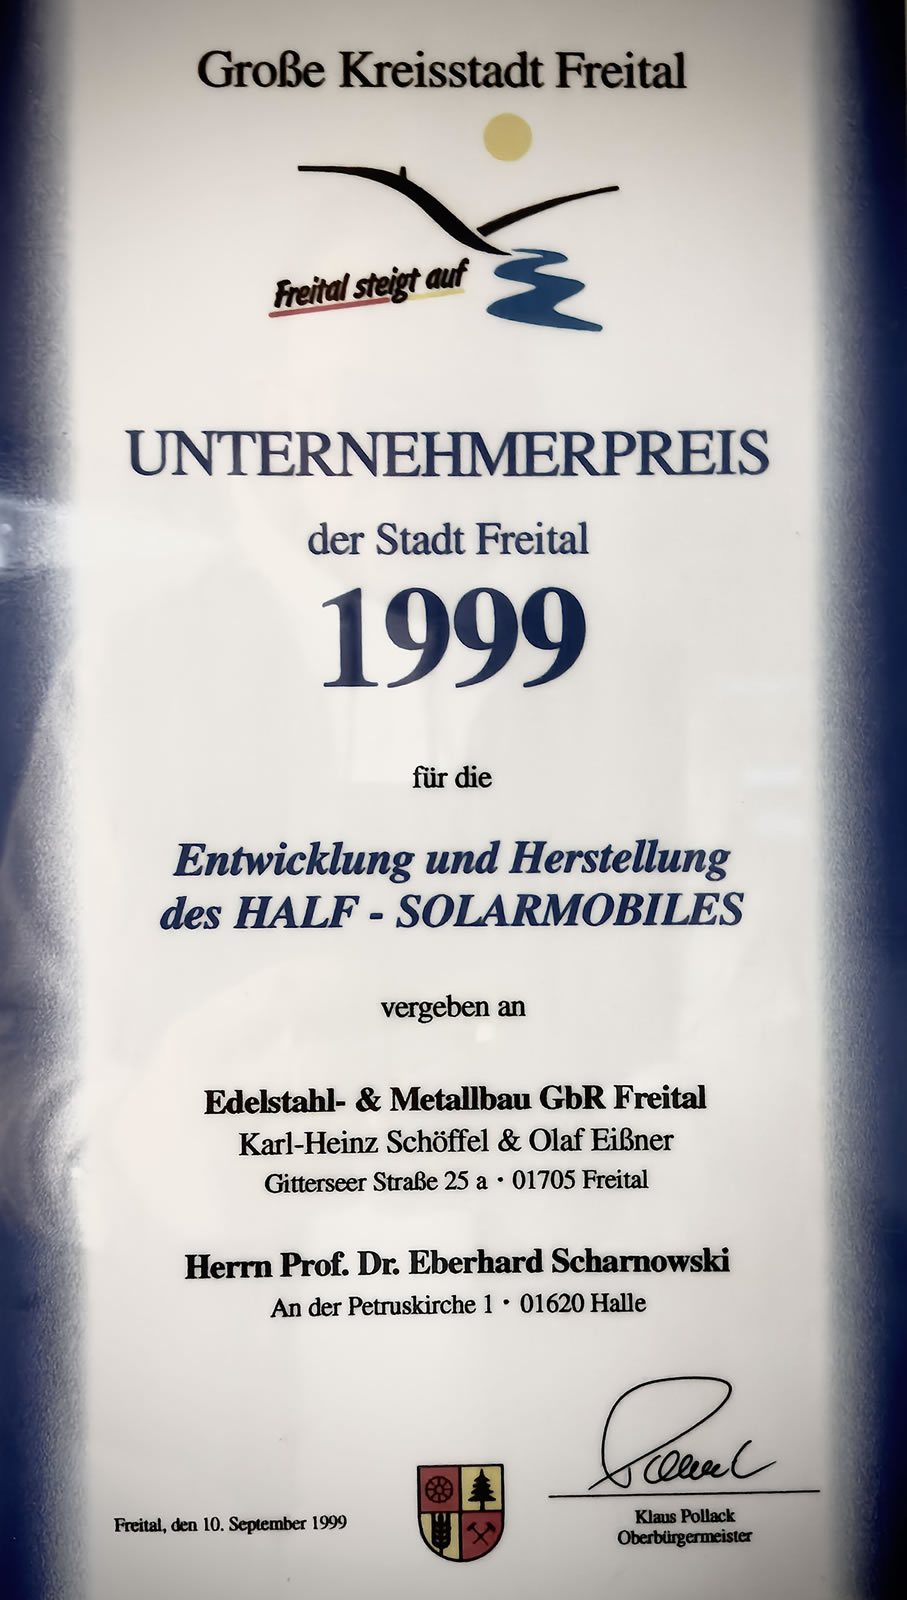 Große Kreisstadt Freital
Freital steigt auf
UNTERNEHMERPREIS
der Stadt Freital
1999
für die
Entwicklung und Herstellung
des HALF - SOLARMOBILES
vergeben an
Edelstahl- & Metallbau GbR Freital
Karl-Heinz Schöffel & Olaf Eißner
Gitterseer Straße 25 a · 01705 Freital
Herrn Prof. Dr. Eberhard Scharnowski
An der Petruskirche 1 · 01620 Halle
Freital, den 10. September 1999
Klaus Pollack
Oberbürgermeister